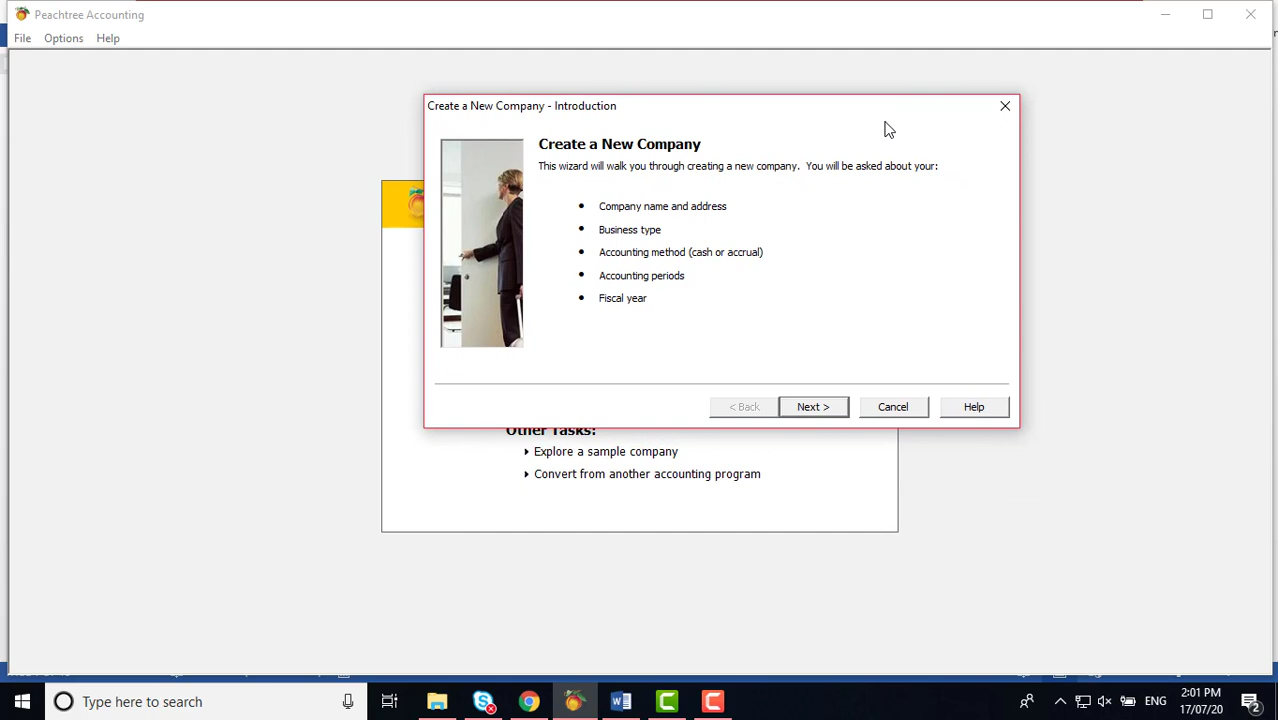 Peachtree Accounting
File Options Help
Create a New Company - Introduction
Create a New Company
This wizard will walk you through creating a new company. You will be asked about your:
• Company name and address
• Business type
• Accounting method (cash or accrual)
• Accounting periods
• Fiscal year
< Back Next > Cancel Help
Other Tasks:
Explore a sample company
Convert from another accounting program
Type here to search
ENG
2:01 PM
17/07/20
2